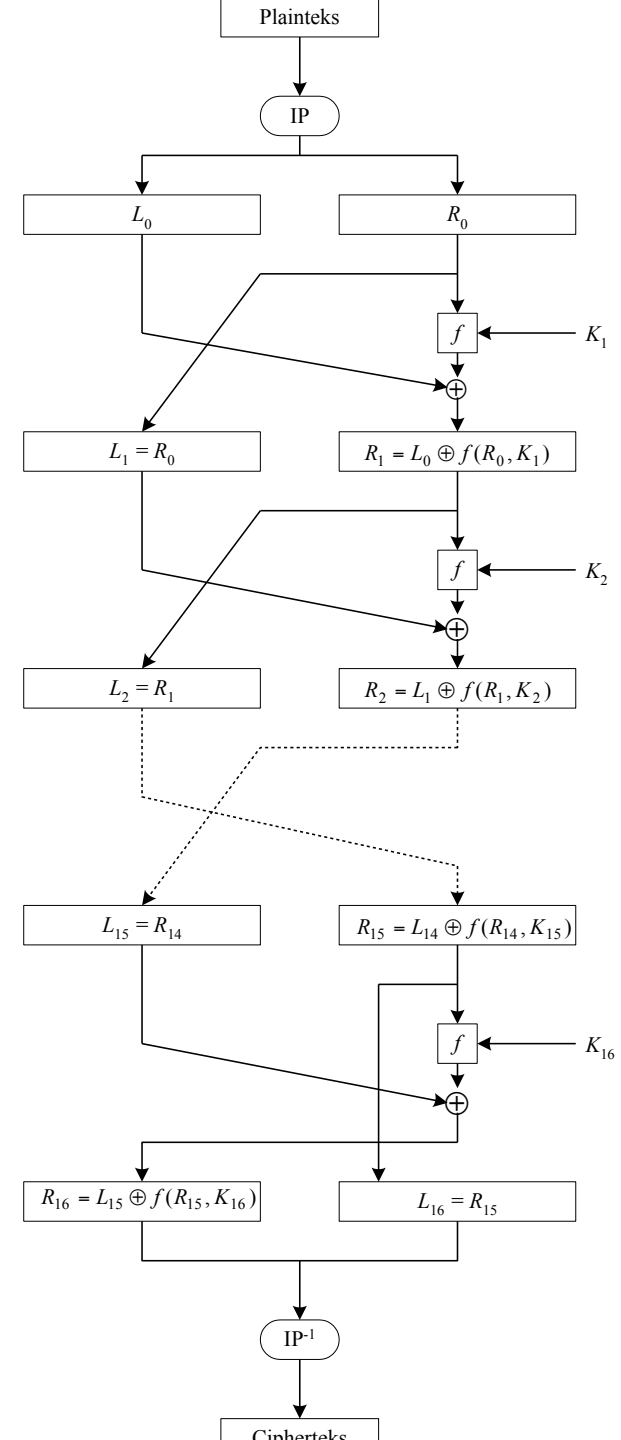 Plainteks
IP
L₀
R₀
f
K₁
⊕
L₁ = R₀
R₁ = L₀ ⊕ f(R₀, K₁)
f
K₂
⊕
L₂ = R₁
R₂ = L₁ ⊕ f(R₁, K₂)
L₁₅ = R₁₄
R₁₅ = L₁₄ ⊕ f(R₁₄, K₁₅)
f
K₁₆
⊕
R₁₆ = L₁₅ ⊕ f(R₁₅, K₁₆)
L₁₆ = R₁₅
IP⁻¹
Cipherteks